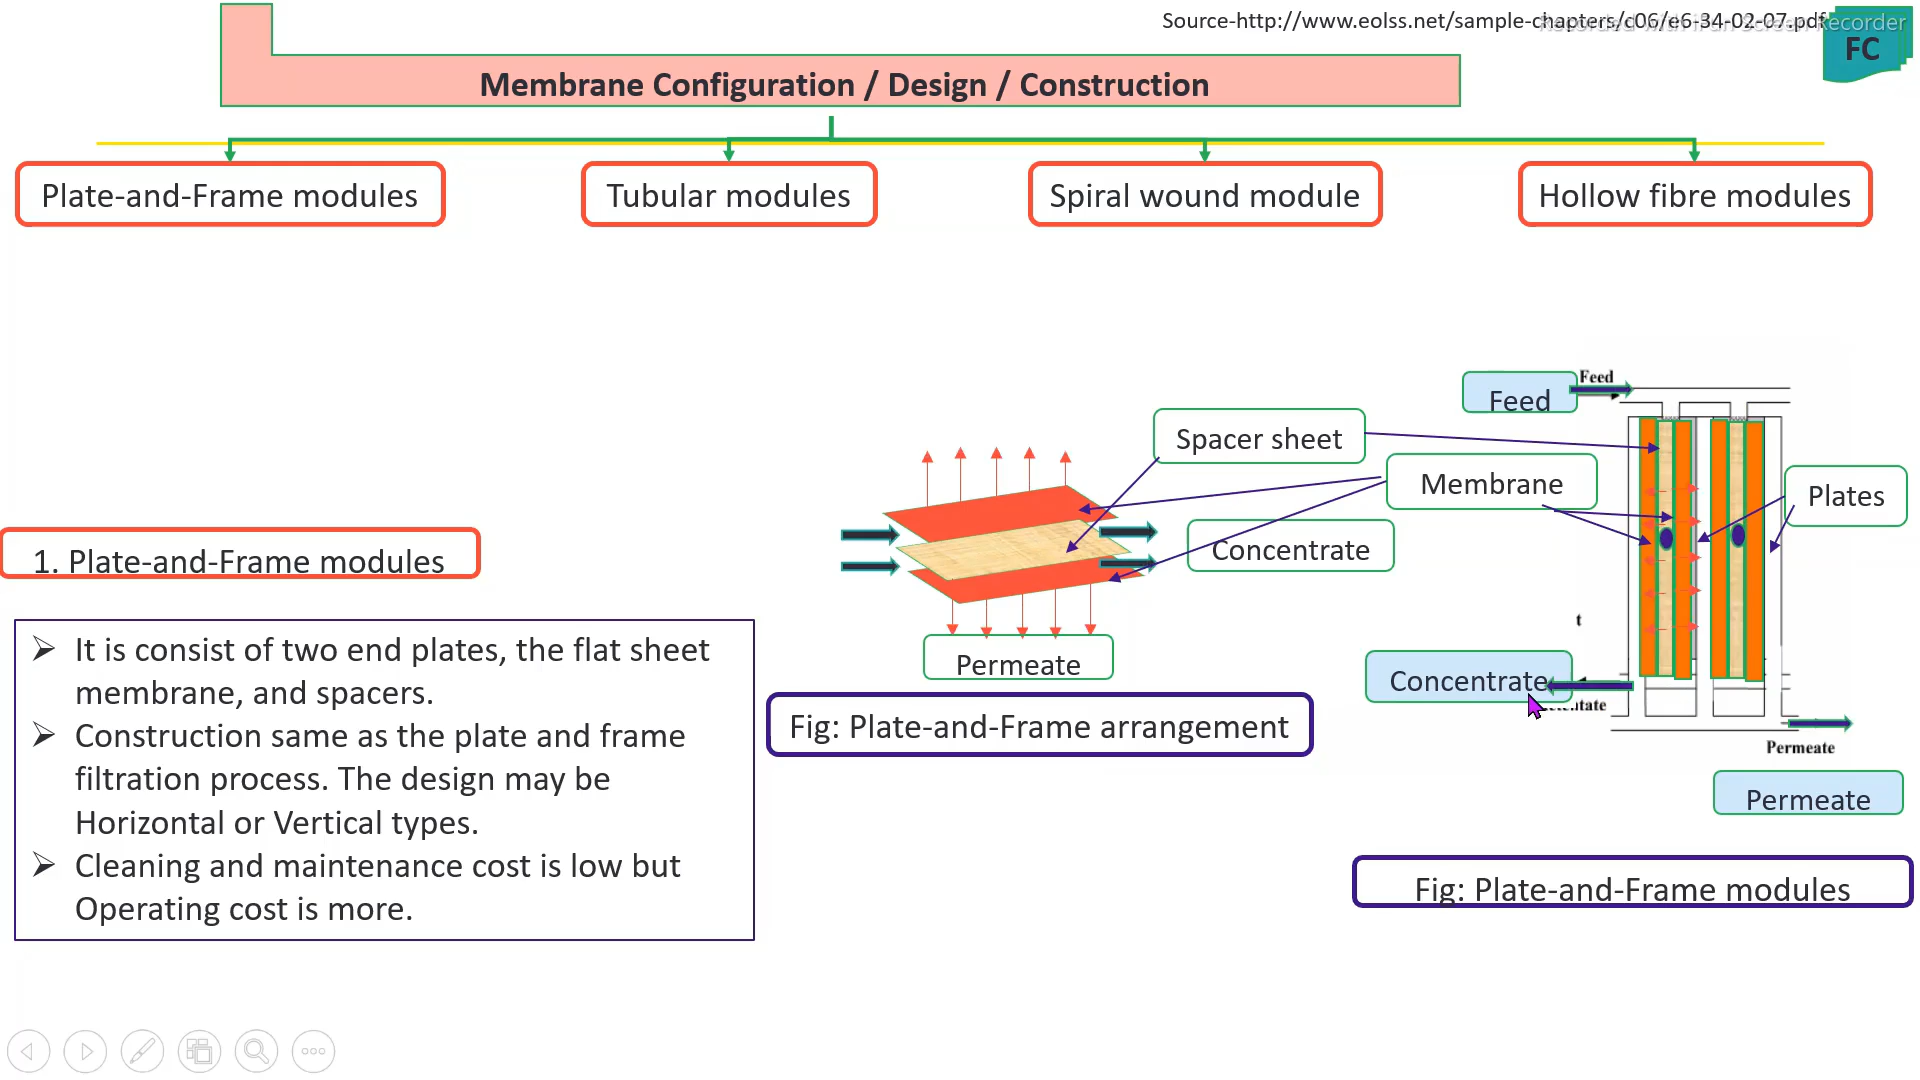 Source-http://www.eolss.net/sample-chapters/c06/e6-34-02-07.pdf
Recorded with iFun Screen Recorder
FC
Membrane Configuration / Design / Construction
Plate-and-Frame modules
Tubular modules
Spiral wound module
Hollow fibre modules
Feed
Feed
Spacer sheet
Membrane
Plates
Concentrate
1. Plate-and-Frame modules
t
Permeate
Concentrate
Permeate
Permeate
Fig: Plate-and-Frame arrangement
Fig: Plate-and-Frame modules
➢ It is consist of two end plates, the flat sheet
membrane, and spacers.
➢ Construction same as the plate and frame
filtration process. The design may be
Horizontal or Vertical types.
➢ Cleaning and maintenance cost is low but
Operating cost is more.